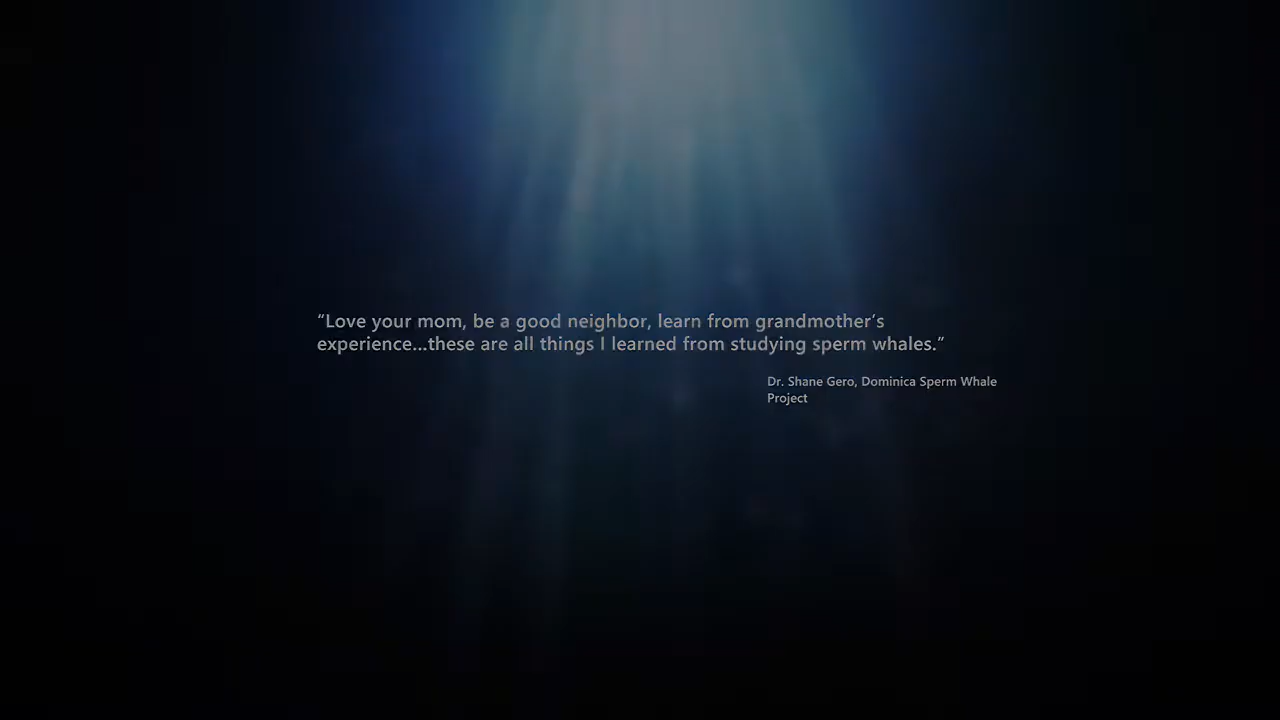 “Love your mom, be a good neighbor, learn from grandmother’s
experience...these are all things I learned from studying sperm whales.”
Dr. Shane Gero, Dominica Sperm Whale
Project